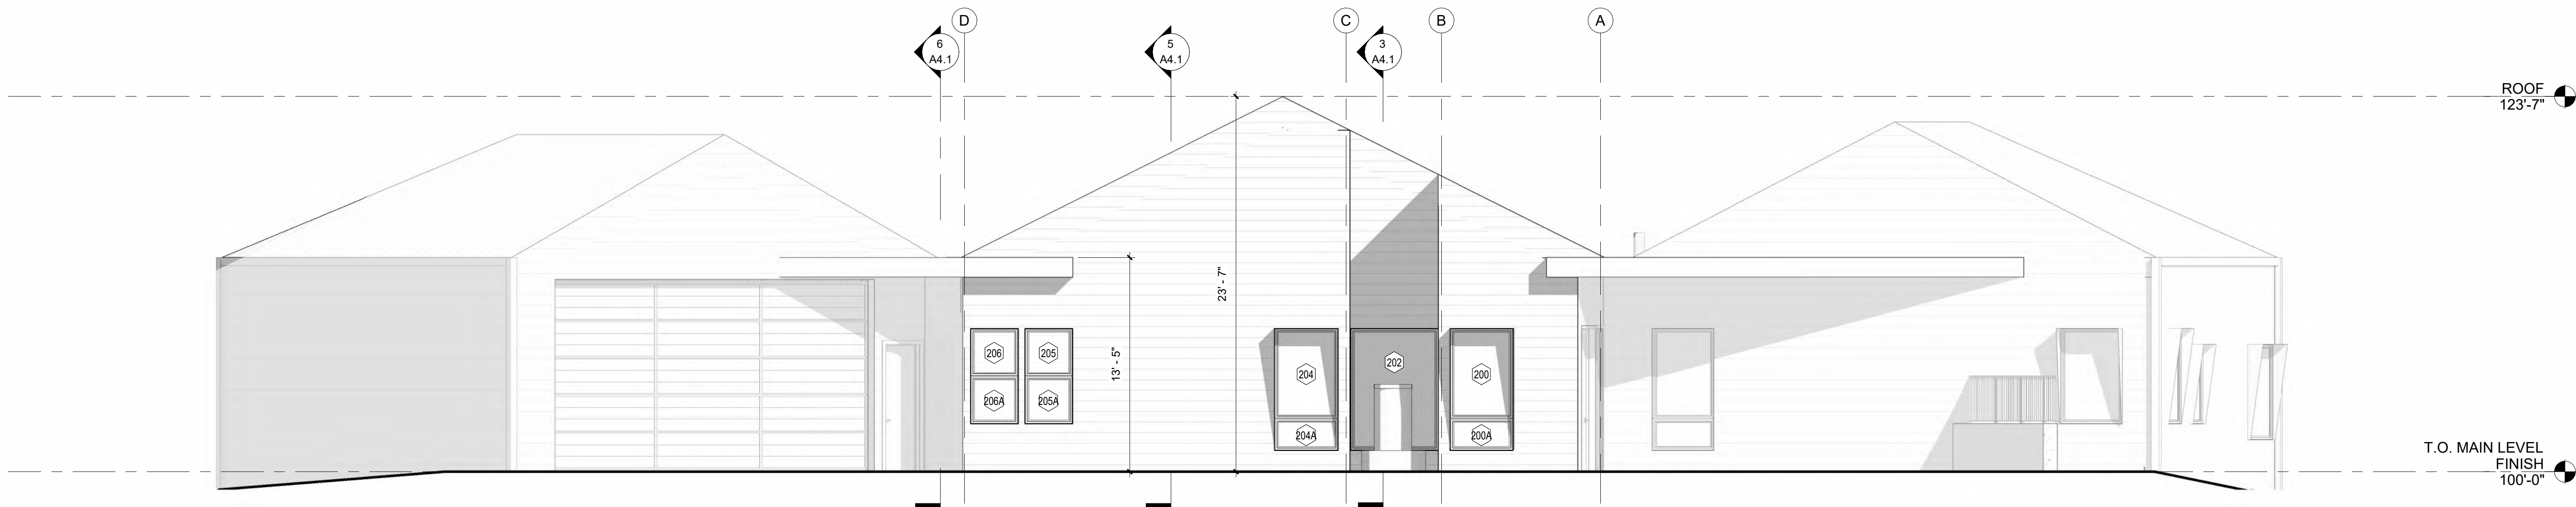 D
C
B
A
6
A4.1
5
A4.1
3
A4.1
ROOF
123'-7"
23' - 7"
13' - 5"
206
205
206A
205A
204
202
200
204A
200A
T.O. MAIN LEVEL
FINISH
100'-0"